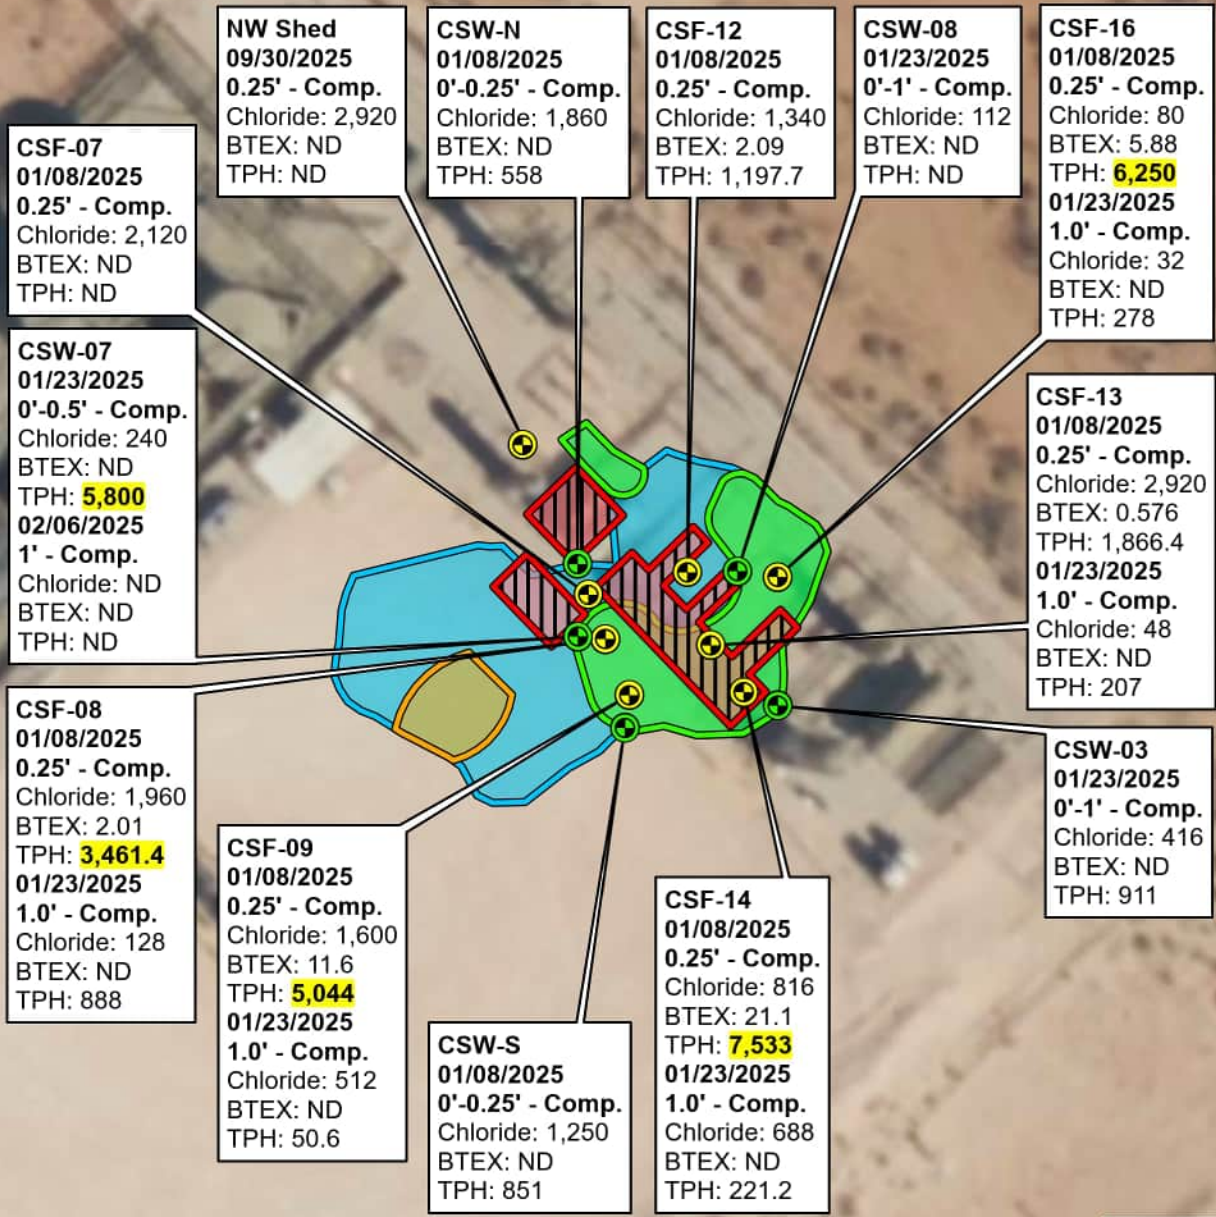 NW Shed
09/30/2025
0.25' - Comp.
Chloride: 2,920
BTEX: ND
TPH: ND
CSW-N
01/08/2025
0'-0.25' - Comp.
Chloride: 1,860
BTEX: ND
TPH: 558
CSF-12
01/08/2025
0.25' - Comp.
Chloride: 1,340
BTEX: 2.09
TPH: 1,197.7
CSW-08
01/23/2025
0'-1' - Comp.
Chloride: 112
BTEX: ND
TPH: ND
CSF-16
01/08/2025
0.25' - Comp.
Chloride: 80
BTEX: 5.88
TPH: 6,250
01/23/2025
1.0' - Comp.
Chloride: 32
BTEX: ND
TPH: 278
CSF-07
01/08/2025
0.25' - Comp.
Chloride: 2,120
BTEX: ND
TPH: ND
CSW-07
01/23/2025
0'-0.5' - Comp.
Chloride: 240
BTEX: ND
TPH: 5,800
02/06/2025
1' - Comp.
Chloride: ND
BTEX: ND
TPH: ND
CSF-13
01/08/2025
0.25' - Comp.
Chloride: 2,920
BTEX: 0.576
TPH: 1,866.4
01/23/2025
1.0' - Comp.
Chloride: 48
BTEX: ND
TPH: 207
CSF-08
01/08/2025
0.25' - Comp.
Chloride: 1,960
BTEX: 2.01
TPH: 3,461.4
01/23/2025
1.0' - Comp.
Chloride: 128
BTEX: ND
TPH: 888
CSF-09
01/08/2025
0.25' - Comp.
Chloride: 1,600
BTEX: 11.6
TPH: 5,044
01/23/2025
1.0' - Comp.
Chloride: 512
BTEX: ND
TPH: 50.6
CSW-S
01/08/2025
0'-0.25' - Comp.
Chloride: 1,250
BTEX: ND
TPH: 851
CSF-14
01/08/2025
0.25' - Comp.
Chloride: 816
BTEX: 21.1
TPH: 7,533
01/23/2025
1.0' - Comp.
Chloride: 688
BTEX: ND
TPH: 221.2
CSW-03
01/23/2025
0'-1' - Comp.
Chloride: 416
BTEX: ND
TPH: 911